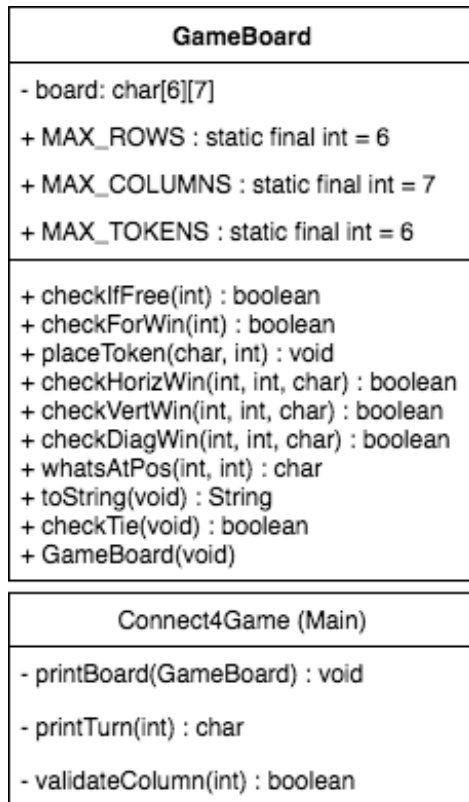 GameBoard
- board: char[6][7]
+ MAX_ROWS : static final int = 6
+ MAX_COLUMNS : static final int = 7
+ MAX_TOKENS : static final int = 6
+ checkIfFree(int) : boolean
+ checkForWin(int) : boolean
+ placeToken(char, int) : void
+ checkHorizWin(int, int, char) : boolean
+ checkVertWin(int, int, char) : boolean
+ checkDiagWin(int, int, char) : boolean
+ whatsAtPos(int, int) : char
+ toString(void) : String
+ checkTie(void) : boolean
+ GameBoard(void)
Connect4Game (Main)
- printBoard(GameBoard) : void
- printTurn(int) : char
- validateColumn(int) : boolean